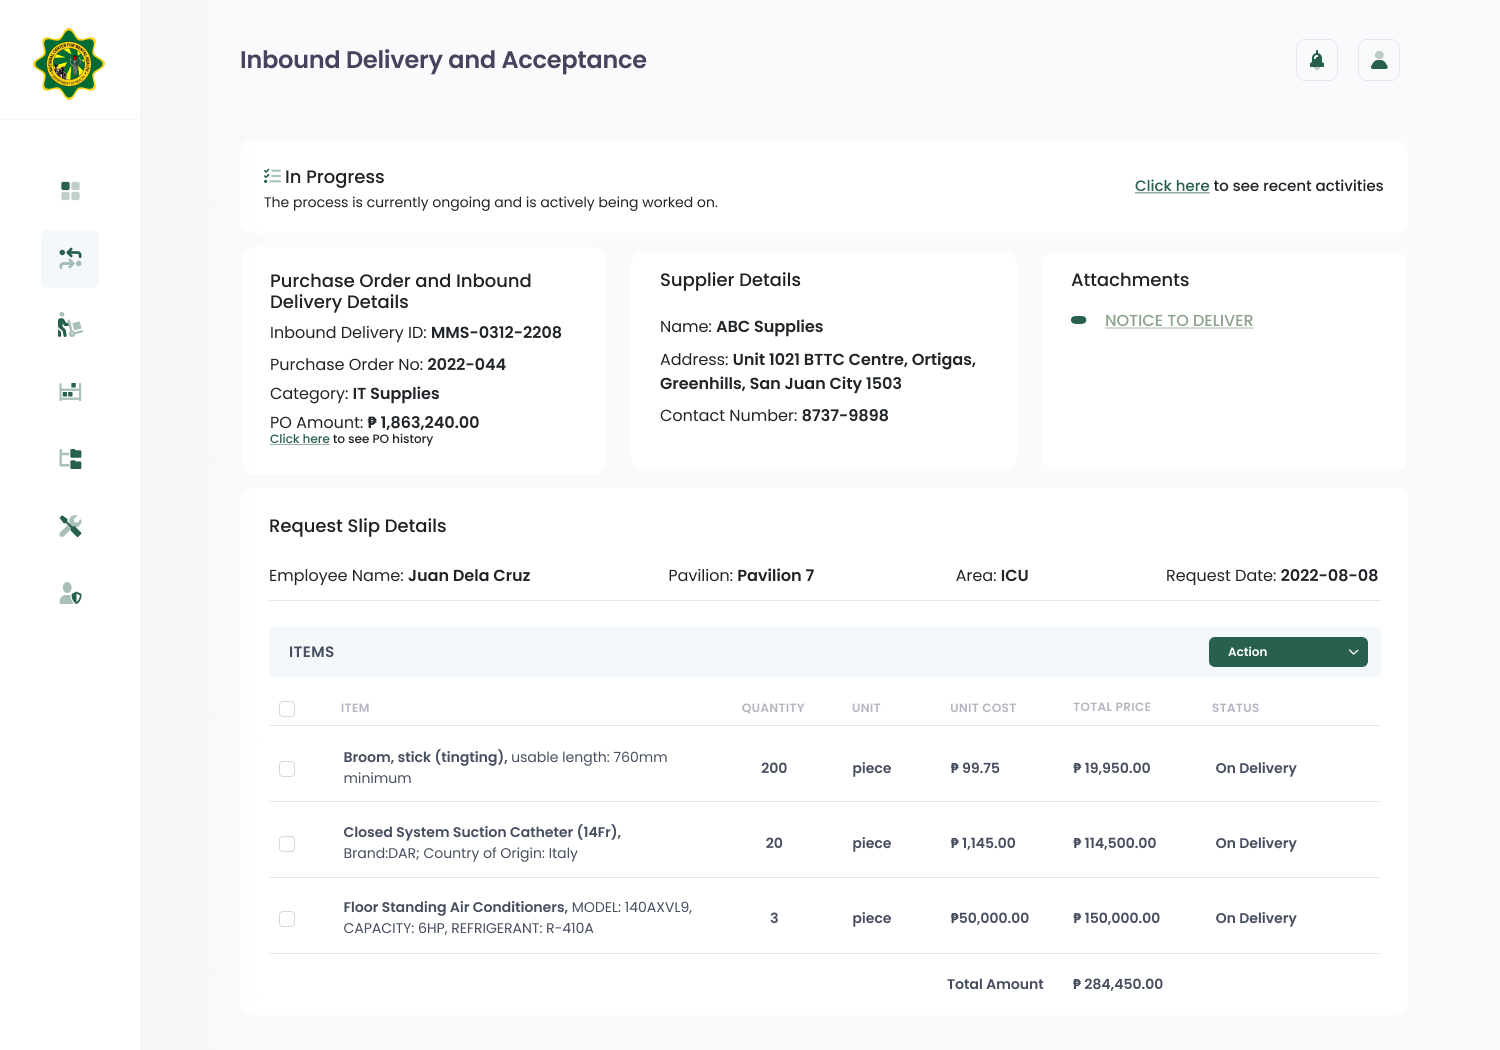 Inbound Delivery and Acceptance
In Progress
The process is currently ongoing and is actively being worked on.
Click here to see recent activities
Purchase Order and Inbound
Delivery Details
Inbound Delivery ID: MMS-0312-2208
Purchase Order No: 2022-044
Category: IT Supplies
PO Amount: ₱ 1,863,240.00
Click here to see PO history
Supplier Details
Name: ABC Supplies
Address: Unit 1021 BTTC Centre, Ortigas,
Greenhills, San Juan City 1503
Contact Number: 8737-9898
Attachments
NOTICE TO DELIVER
Request Slip Details
Employee Name: Juan Dela Cruz Pavilion: Pavilion 7 Area: ICU Request Date: 2022-08-08
ITEMS Action
ITEM QUANTITY UNIT UNIT COST TOTAL PRICE STATUS
Broom, stick (tingting), usable length: 760mm
minimum
200 piece ₱ 99.75 ₱ 19,950.00 On Delivery
Closed System Suction Catheter (14Fr),
Brand:DAR; Country of Origin: Italy
20 piece ₱ 1,145.00 ₱ 114,500.00 On Delivery
Floor Standing Air Conditioners, MODEL: 140AXVL9,
CAPACITY: 6HP, REFRIGERANT: R-410A
3 piece ₱50,000.00 ₱ 150,000.00 On Delivery
Total Amount ₱ 284,450.00